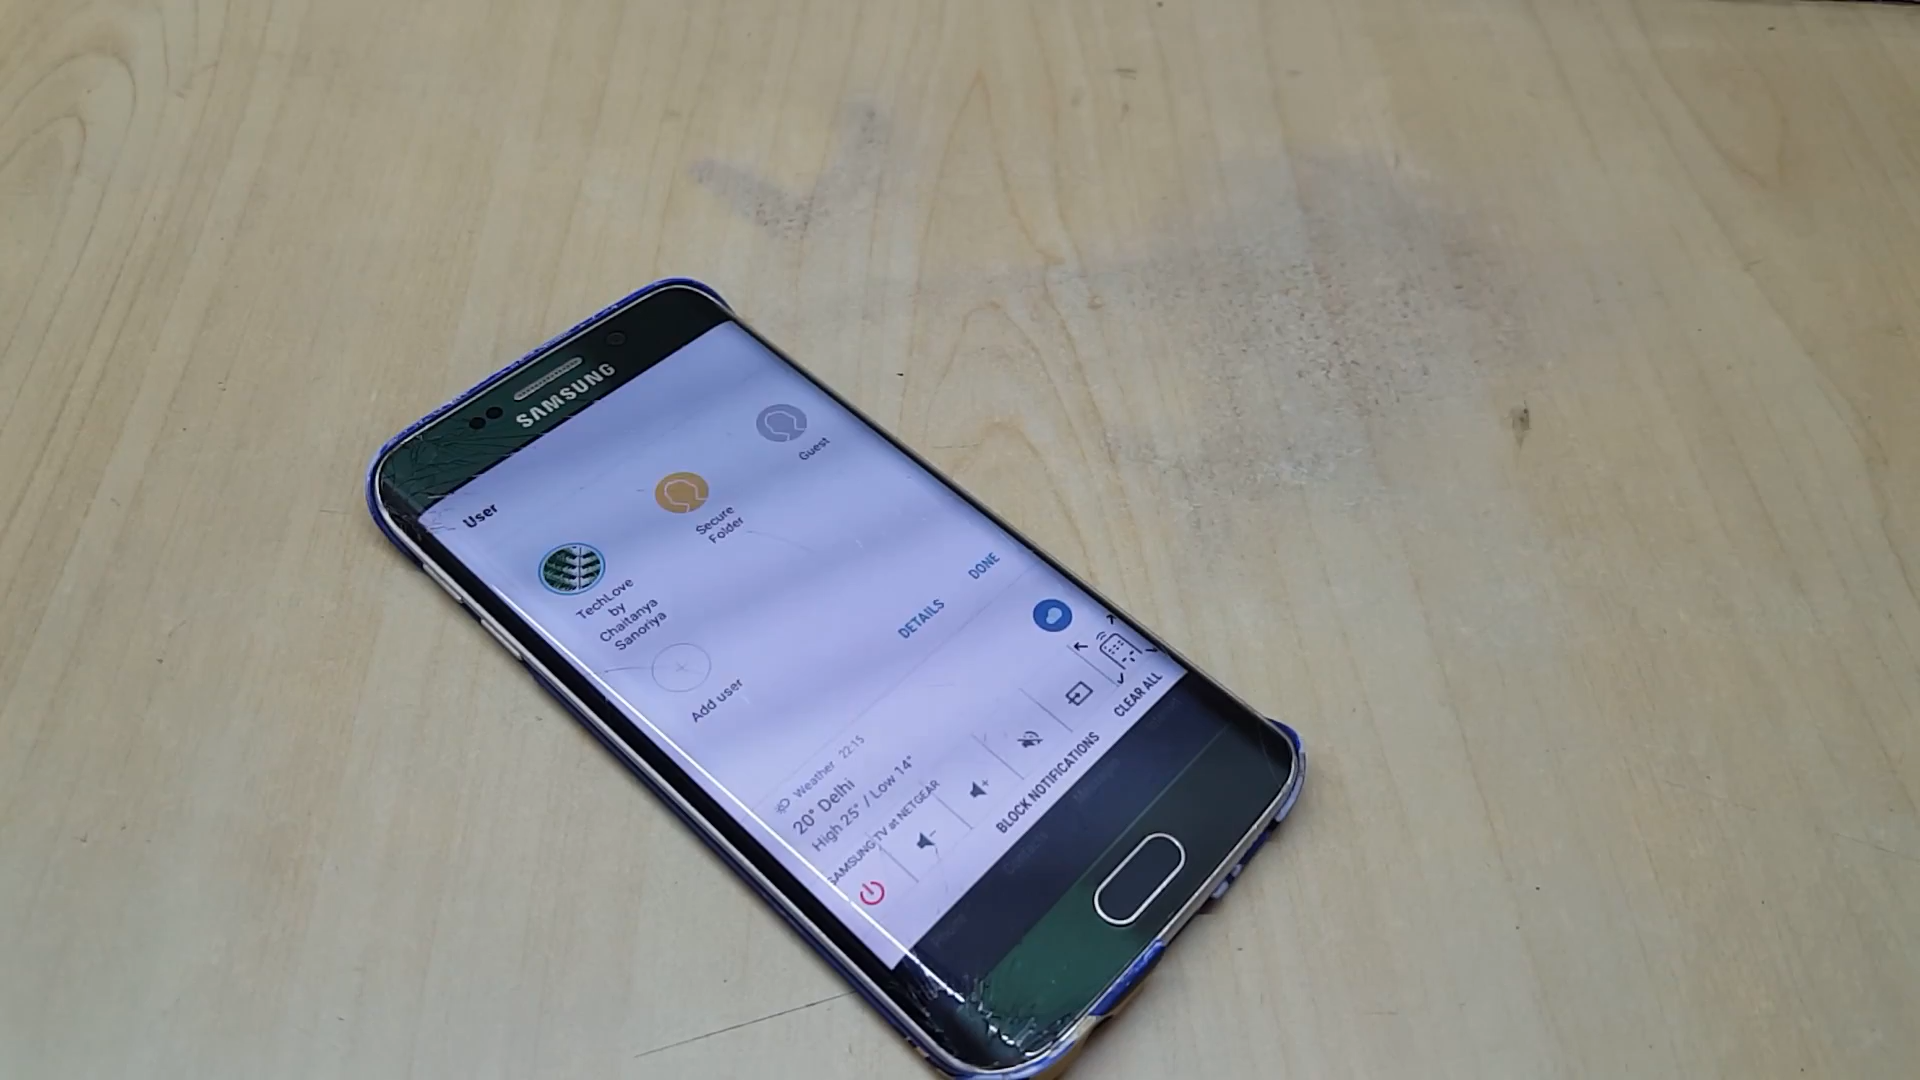 SAMSUNG
User
TechLove
by
Chaitanya
Sanoriya
Secure
Folder
Guest
Add user
DETAILS
DONE
Weather 22:15
20° Delhi
High 25° / Low 14°
SAMSUNG TV at NETGEAR
BLOCK NOTIFICATIONS
CLEAR ALL